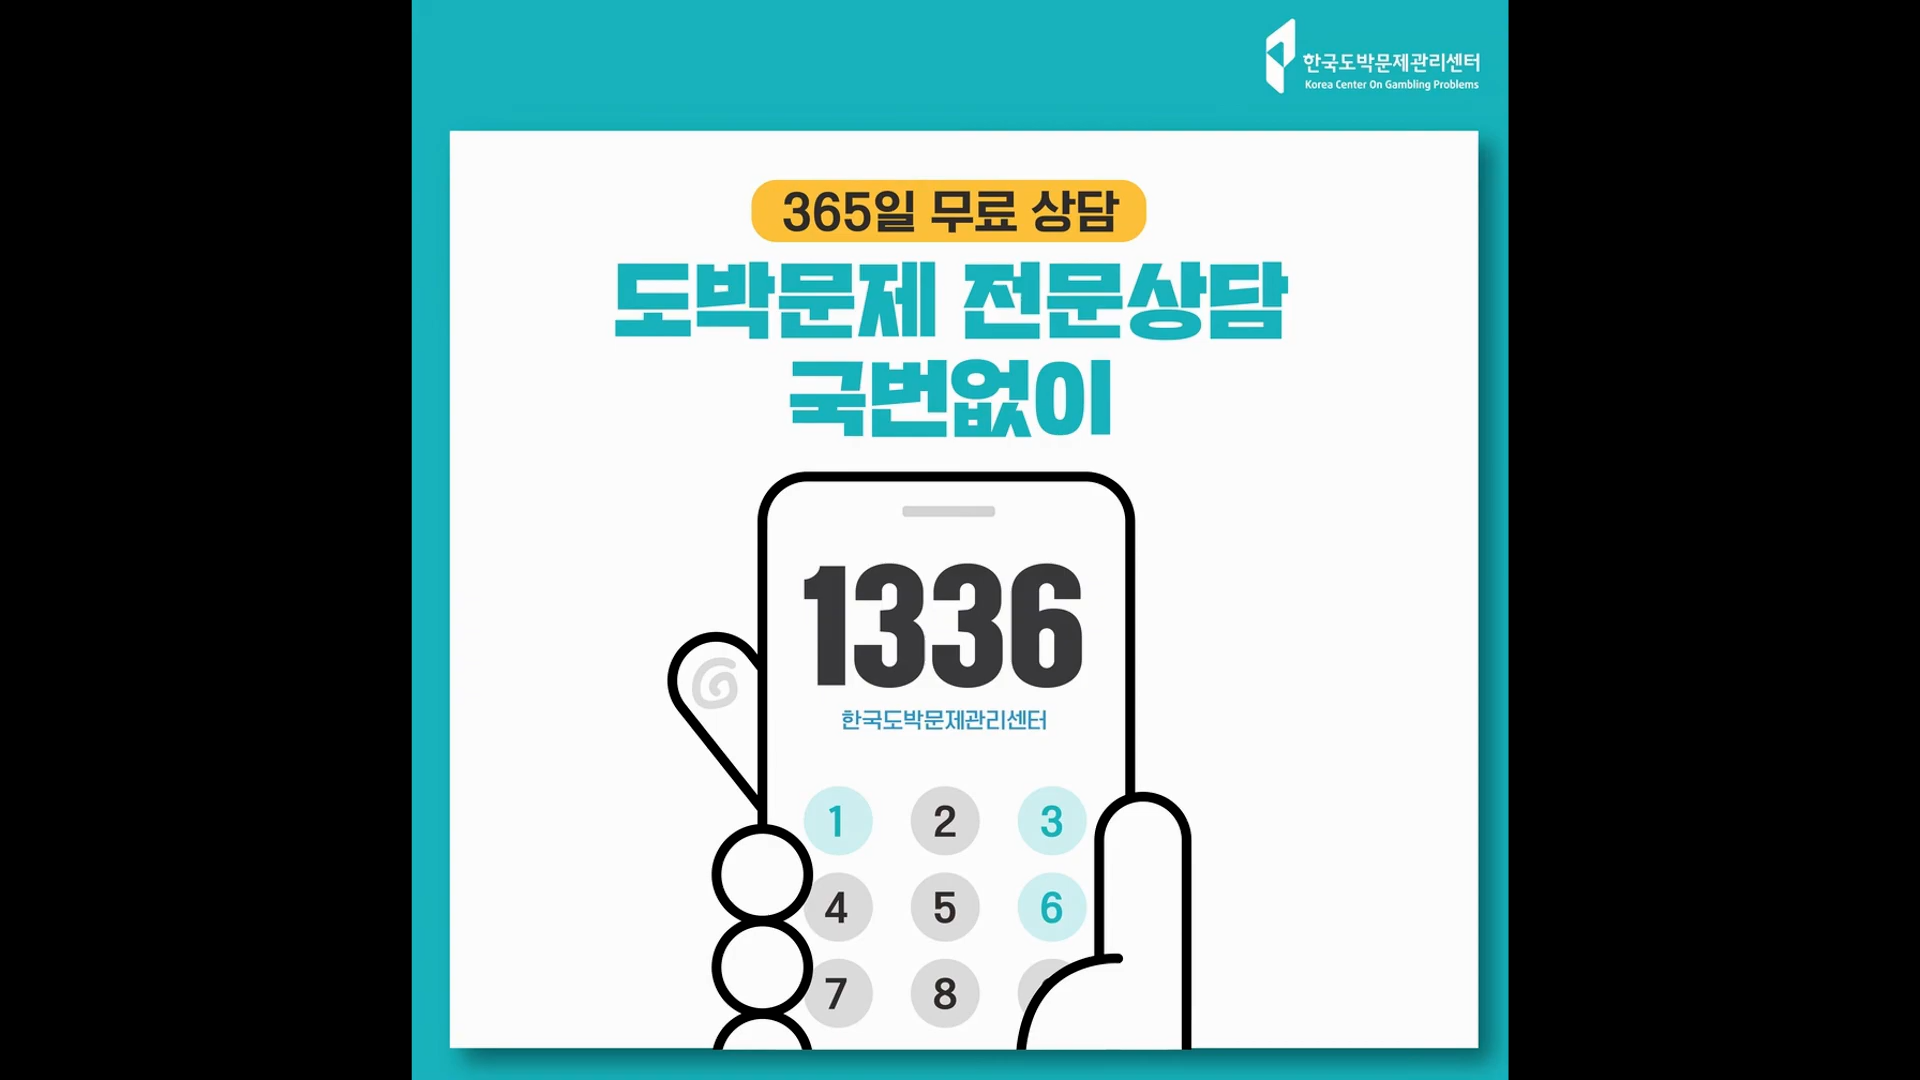 한국도박문제관리센터
Korea Center On Gambling Problems
365일 무료 상담
도박문제 전문상담
국번없이
1336
한국도박문제관리센터
1 2 3
4 5 6
7 8